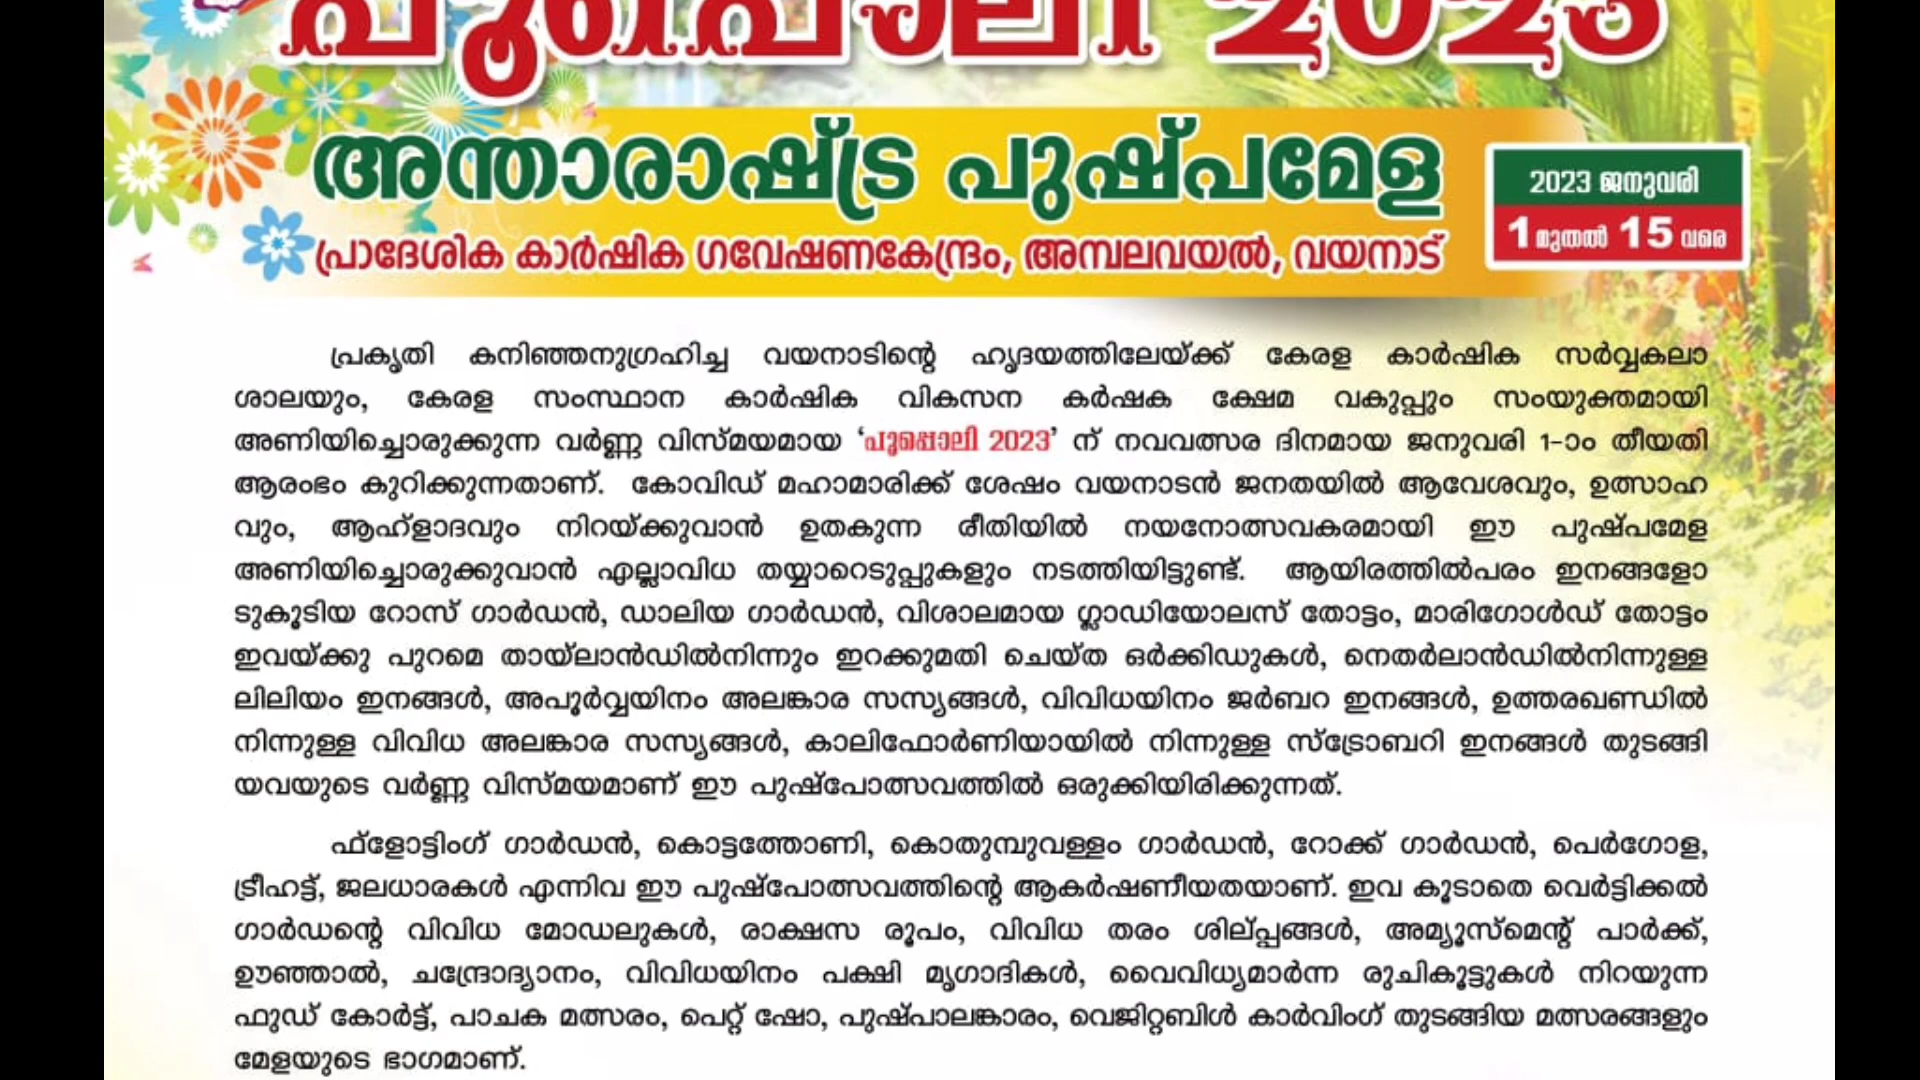 പൂപ്പൊലി 2023
അന്താരാഷ്ട്ര പുഷ്പമേള
2023 ജനുവരി
1 മുതൽ 15 വരെ
പ്രാദേശിക കാർഷിക ഗവേഷണകേന്ദ്രം, അമ്പലവയൽ, വയനാട്
പ്രകൃതി കനിഞ്ഞനുഗ്രഹിച്ച വയനാടിന്റെ ഹൃദയത്തിലേയ്ക്ക് കേരള കാർഷിക സർവ്വകലാ
ശാലയും, കേരള സംസ്ഥാന കാർഷിക വികസന കർഷക ക്ഷേമ വകുപ്പും സംയുക്തമായി
അണിയിച്ചൊരുക്കുന്ന വർണ്ണ വിസ്മയമായ ‘പൂപ്പൊലി 2023’ ന് നവവത്സര ദിനമായ ജനുവരി 1-ാം തീയതി
ആരംഭം കുറിക്കുന്നതാണ്. കോവിഡ് മഹാമാരിക്ക് ശേഷം വയനാടൻ ജനതയിൽ ആവേശവും, ഉത്സാഹ
വും, ആഹ്ളാദവും നിറയ്ക്കുവാൻ ഉതകുന്ന രീതിയിൽ നയനോത്സവകരമായി ഈ പുഷ്പമേള
അണിയിച്ചൊരുക്കുവാൻ എല്ലാവിധ തയ്യാറെടുപ്പുകളും നടത്തിയിട്ടുണ്ട്. ആയിരത്തിൽപരം ഇനങ്ങളോ
ടുകൂടിയ റോസ് ഗാർഡൻ, ഡാലിയ ഗാർഡൻ, വിശാലമായ ഗ്ലാഡിയോലസ് തോട്ടം, മാരിഗോൾഡ് തോട്ടം
ഇവയ്ക്കു പുറമെ തായ്ലാൻഡിൽനിന്നും ഇറക്കുമതി ചെയ്ത ഒർക്കിഡുകൾ, നെതർലാൻഡിൽനിന്നുള്ള
ലിലിയം ഇനങ്ങൾ, അപൂർവ്വയിനം അലങ്കാര സസ്യങ്ങൾ, വിവിധയിനം ജർബറ ഇനങ്ങൾ, ഉത്തരഖണ്ഡിൽ
നിന്നുള്ള വിവിധ അലങ്കാര സസ്യങ്ങൾ, കാലിഫോർണിയായിൽ നിന്നുള്ള സ്ട്രോബറി ഇനങ്ങൾ തുടങ്ങി
യവയുടെ വർണ്ണ വിസ്മയമാണ് ഈ പുഷ്പോത്സവത്തിൽ ഒരുക്കിയിരിക്കുന്നത്.
ഫ്ളോട്ടിംഗ് ഗാർഡൻ, കൊട്ടത്തോണി, കൊതുമ്പുവള്ളം ഗാർഡൻ, റോക്ക് ഗാർഡൻ, പെർഗോള,
ട്രീഹട്ട്, ജലധാരകൾ എന്നിവ ഈ പുഷ്പോത്സവത്തിന്റെ ആകർഷണീയതയാണ്. ഇവ കൂടാതെ വെർട്ടിക്കൽ
ഗാർഡന്റെ വിവിധ മോഡലുകൾ, രാക്ഷസ രൂപം, വിവിധ തരം ശില്പ്പങ്ങൾ, അമ്യൂസ്മെന്റ് പാർക്ക്,
ഊഞ്ഞാൽ, ചന്ദ്രോദ്യാനം, വിവിധയിനം പക്ഷി മൃഗാദികൾ, വൈവിധ്യമാർന്ന രുചികൂട്ടുകൾ നിറയുന്ന
ഫുഡ് കോർട്ട്, പാചക മത്സരം, പെറ്റ് ഷോ, പുഷ്പാലങ്കാരം, വെജിറ്റബിൾ കാർവിംഗ് തുടങ്ങിയ മത്സരങ്ങളും
മേളയുടെ ഭാഗമാണ്.